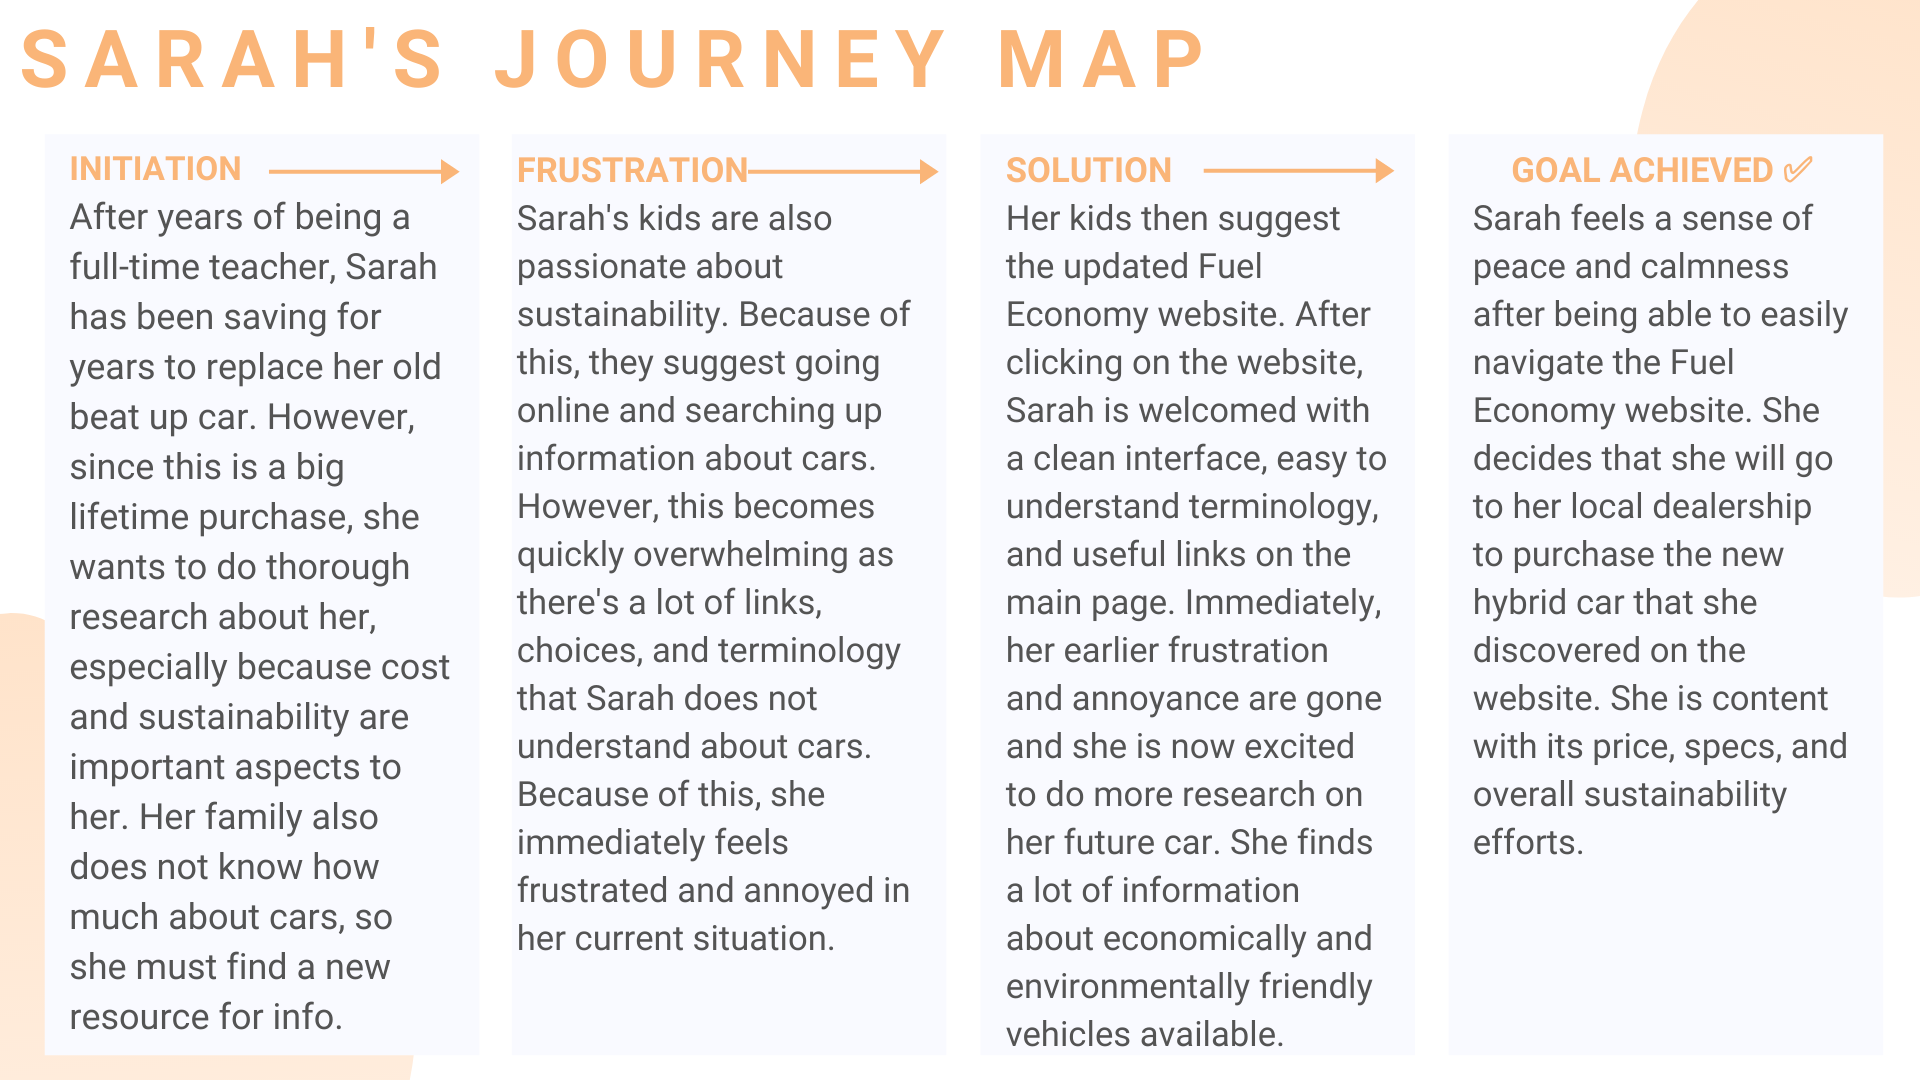 SARAH'S JOURNEY MAP
INITIATION
After years of being a
full-time teacher, Sarah
has been saving for
years to replace her old
beat up car. However,
since this is a big
lifetime purchase, she
wants to do thorough
research about her,
especially because cost
and sustainability are
important aspects to
her. Her family also
does not know how
much about cars, so
she must find a new
resource for info.
FRUSTRATION
Sarah's kids are also
passionate about
sustainability. Because of
this, they suggest going
online and searching up
information about cars.
However, this becomes
quickly overwhelming as
there's a lot of links,
choices, and terminology
that Sarah does not
understand about cars.
Because of this, she
immediately feels
frustrated and annoyed in
her current situation.
SOLUTION
Her kids then suggest
the updated Fuel
Economy website. After
clicking on the website,
Sarah is welcomed with
a clean interface, easy to
understand terminology,
and useful links on the
main page. Immediately,
her earlier frustration
and annoyance are gone
and she is now excited
to do more research on
her future car. She finds
a lot of information
about economically and
environmentally friendly
vehicles available.
GOAL ACHIEVED ✅
Sarah feels a sense of
peace and calmness
after being able to easily
navigate the Fuel
Economy website. She
decides that she will go
to her local dealership
to purchase the new
hybrid car that she
discovered on the
website. She is content
with its price, specs, and
overall sustainability
efforts.